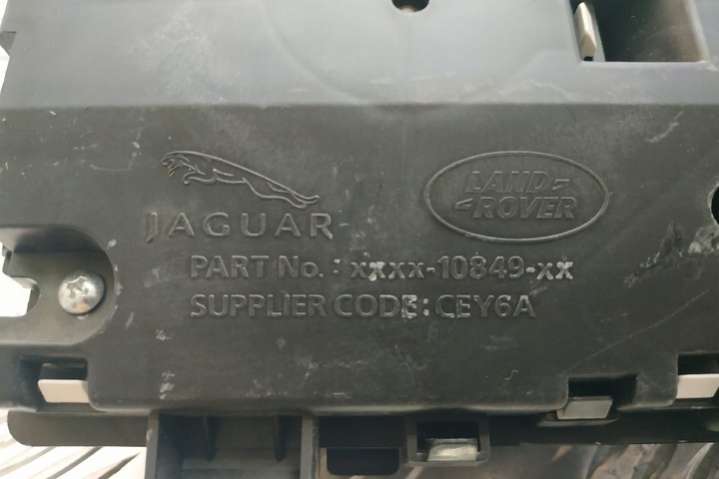 JAGUAR
LAND
ROVER
PART No.: xxxx-10849-xx
SUPPLIER CODE: CEY6A